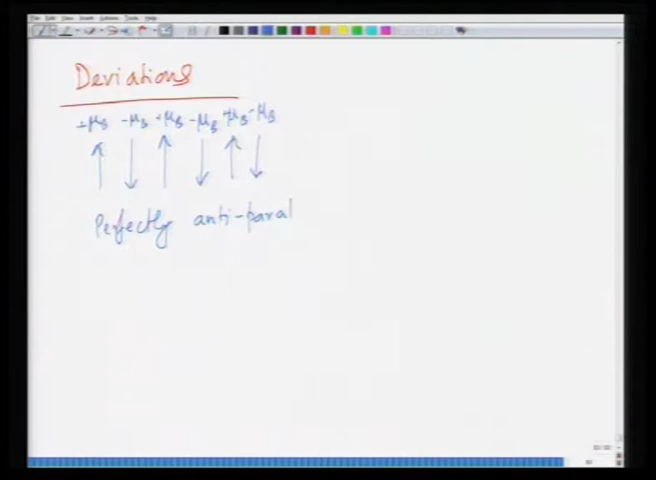 Deviations
+μB -μB +μB -μB +μB -μB
Perfectly anti-paral